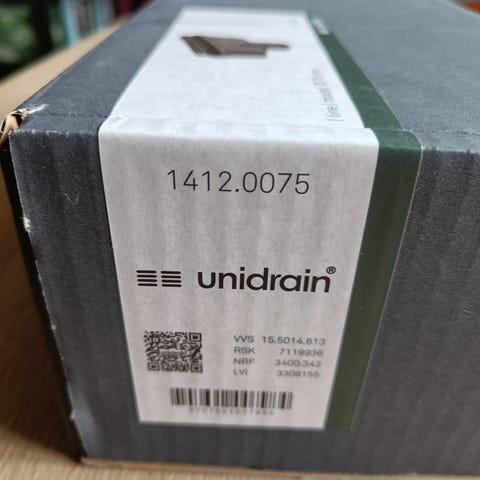 1412.0075
unidrain®
VVS 15.5014.613
RSK 7119936
NRF 3400.342
LVI 3308155